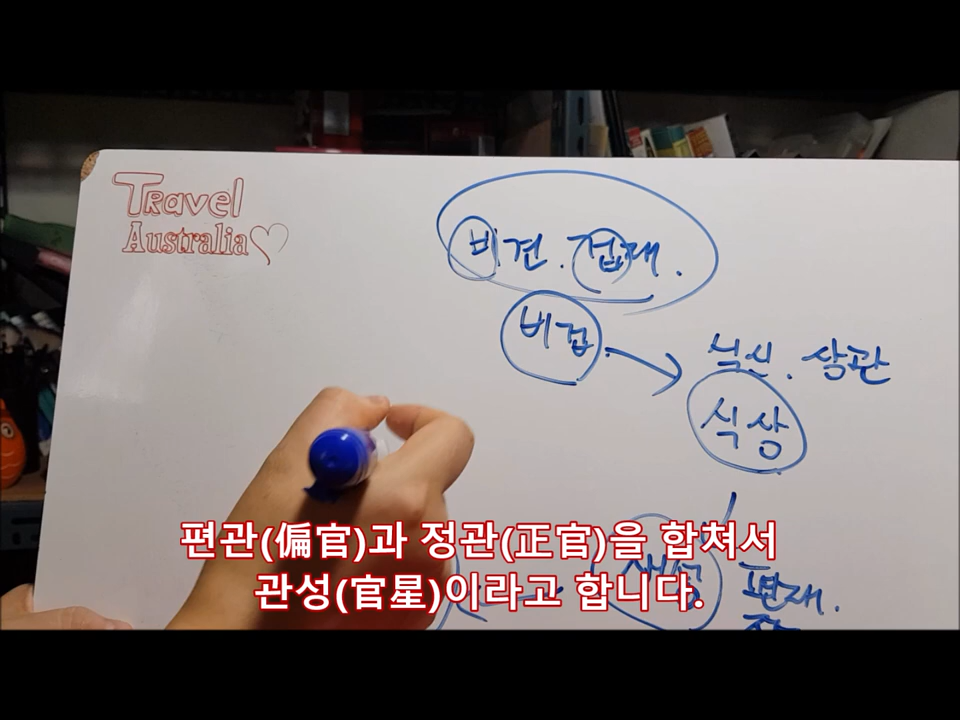 Travel
Australia
비견. 겁재.
비겁.
식신. 상관
식상
재성
편재.
편관(偏官)과 정관(正官)을 합쳐서
관성(官星)이라고 합니다.